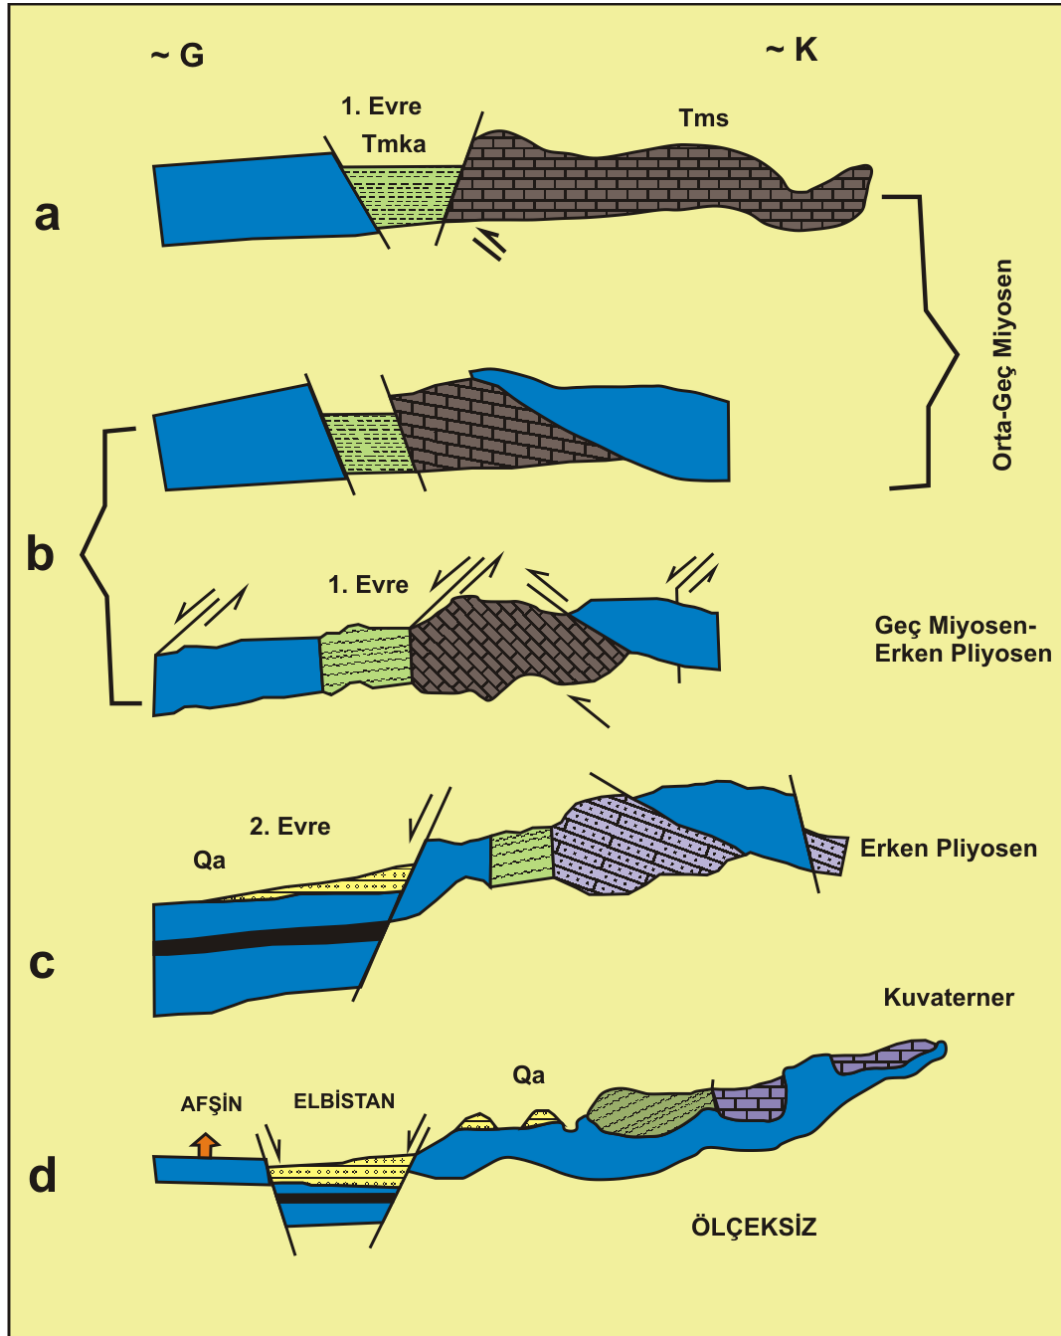 ~ G
~ K
1. Evre
Tmka
Tms
a
Orta-Geç Miyosen
b
1. Evre
Geç Miyosen-
Erken Pliyosen
2. Evre
Qa
Erken Pliyosen
c
Kuvaterner
Qa
AFŞİN
ELBİSTAN
d
ÖLÇEKSİZ